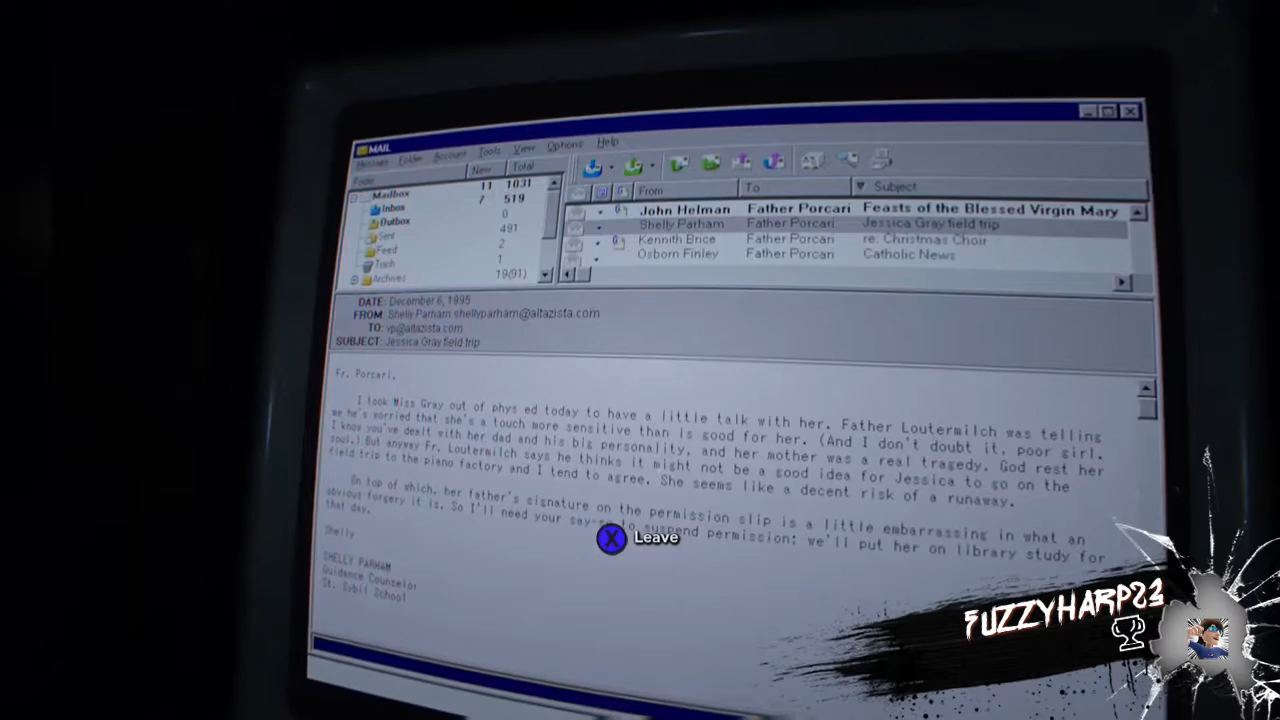 MAIL
Message Folder Account Tools View Options Help
Folder New Total
Mailbox 11 1031
Inbox 7 519
Outbox 0
Sent 491
Feed 2
Trash 1
Archives 19(91)
From To Subject
John Helman Father Porcari Feasts of the Blessed Virgin Mary
Shelly Parham Father Porcari Jessica Gray field trip
Kennith Brice Father Porcari re: Christmas Choir
Osborn Finley Father Porcari Catholic News
DATE: December 6, 1995
FROM: Shelly Parham shellyparham@altazista.com
TO: vp@altazista.com
SUBJECT: Jessica Gray field trip
Fr. Porcari,
I took Miss Gray out of phys ed today to have a little talk with her. Father Loutermilch was telling
me he's worried that she's a touch more sensitive than is good for her. (And I don't doubt it, poor girl.
I know you've dealt with her dad and his big personality, and her mother was a real tragedy. God rest her
soul.) But anyway Fr. Loutermilch says he thinks it might not be a good idea for Jessica to go on the
field trip to the piano factory and I tend to agree. She seems like a decent risk of a runaway.
On top of which, her father's signature on the permission slip is a little embarrassing in what an
obvious forgery it is. So I'll need your say-so to suspend permission; we'll put her on library study for
that day.
Shelly
SHELLY PARHAM
Guidance Counselor
St. Sybil School
X Leave
FUZZYHARP23